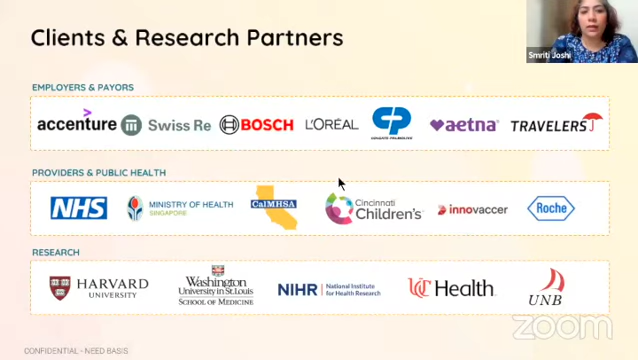 Clients & Research Partners
Smriti Joshi
EMPLOYERS & PAYORS
accenture Swiss Re BOSCH L'ORÉAL COLGATE-PALMOLIVE aetna TRAVELERS
PROVIDERS & PUBLIC HEALTH
NHS MINISTRY OF HEALTH SINGAPORE CalMHSA Cincinnati Children's innovaccer Roche
RESEARCH
HARVARD UNIVERSITY Washington University in St. Louis SCHOOL OF MEDICINE NIHR National Institute for Health Research Health UNB
zoom
CONFIDENTIAL - NEED BASIS